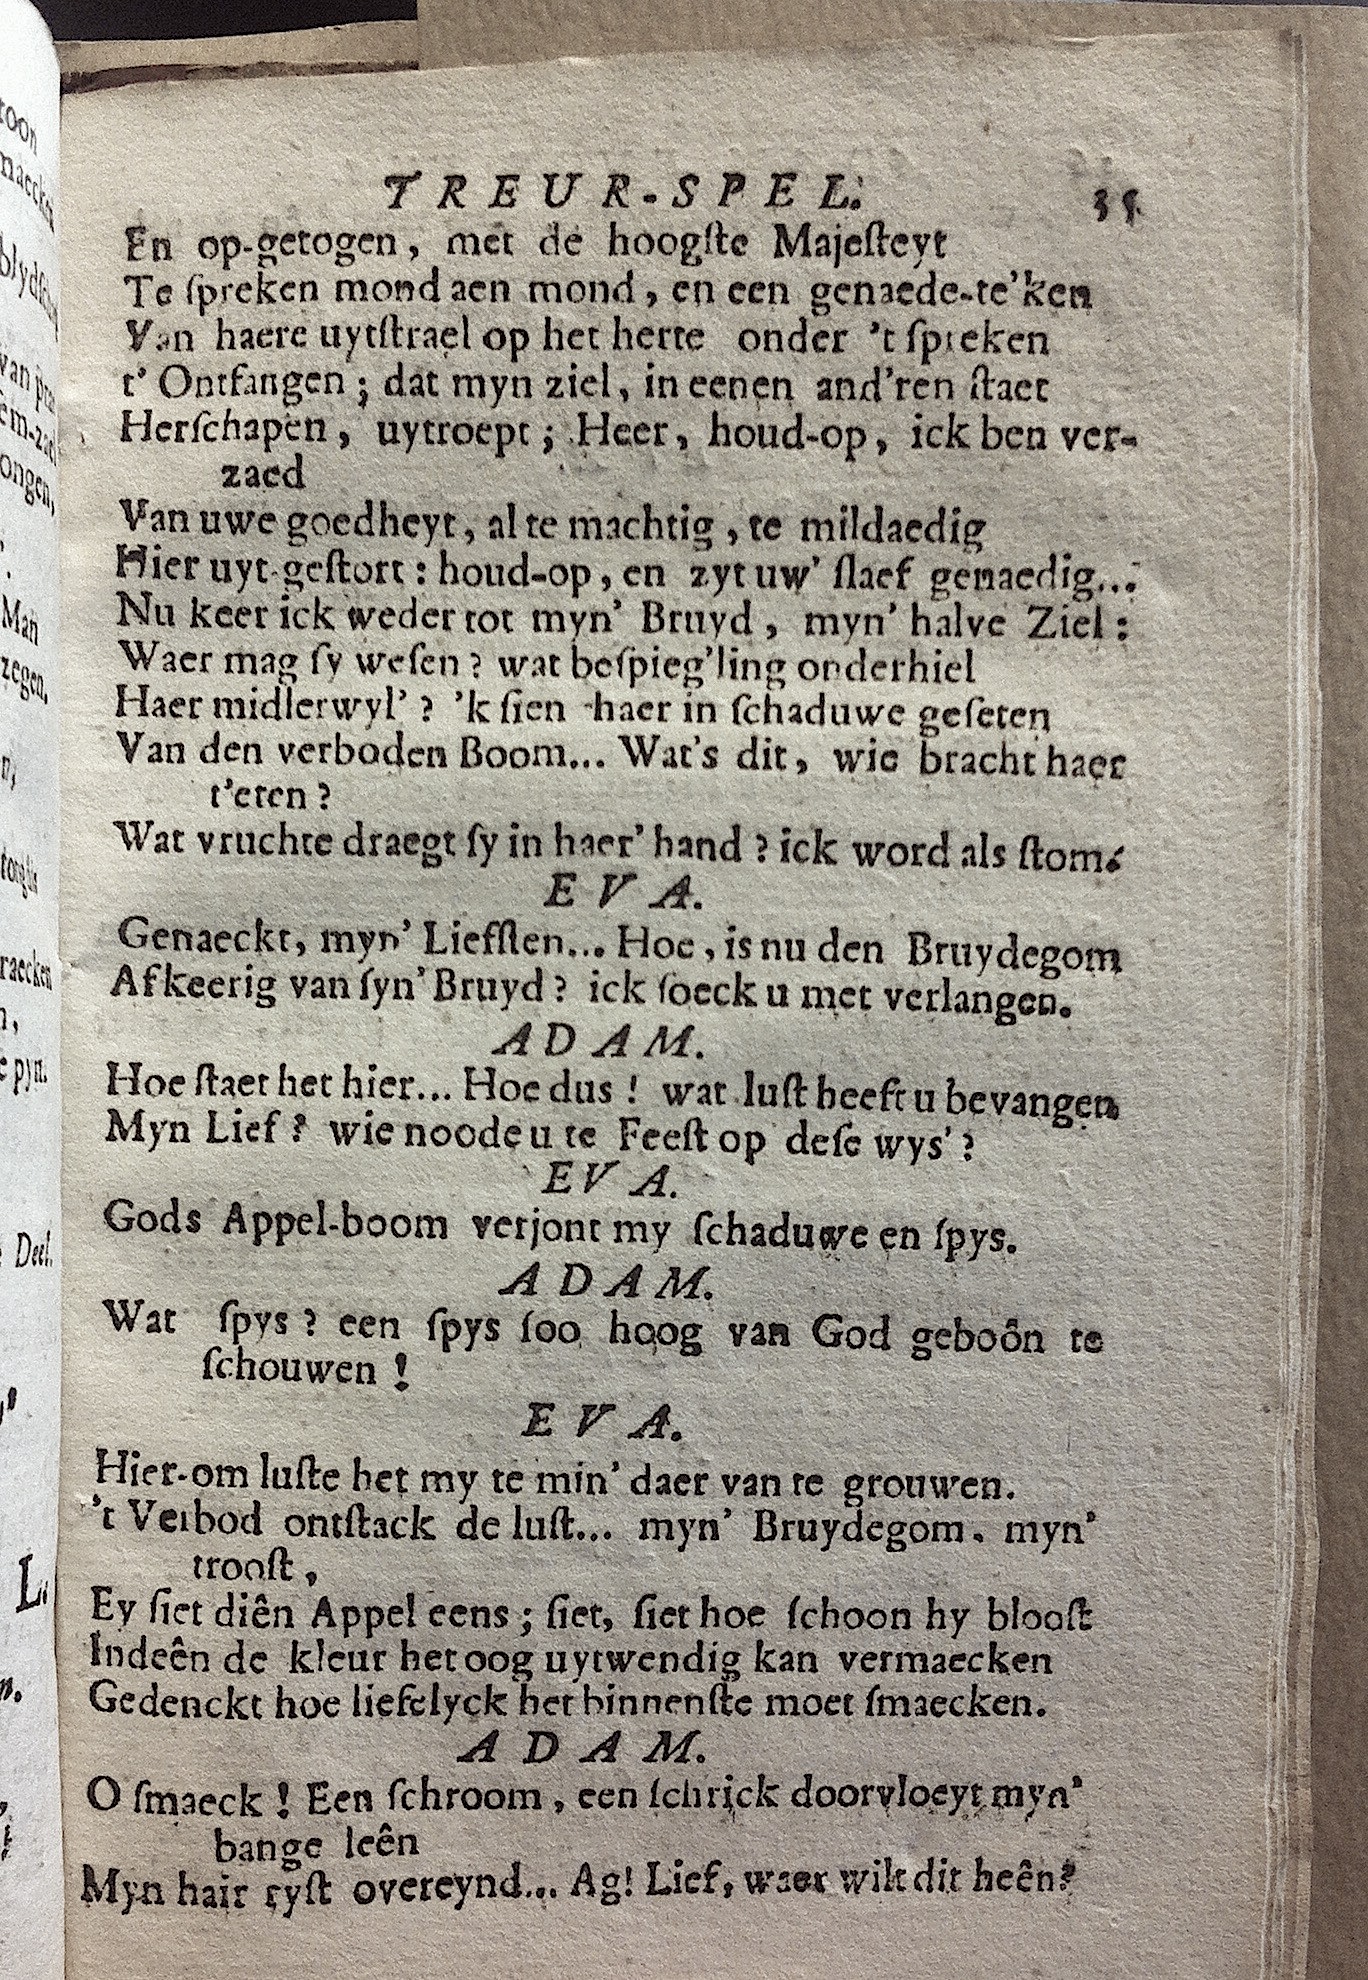 TREUR-SPEL. 35.
En op-getogen, met de hoogſte Majeſteyt
Te ſpreken mond aen mond, en een genaede-te'ken
Van haere uytſtrael op het herte onder 't ſpreken
t' Ontfangen; dat myn ziel, in eenen and'ren ſtaet
Herſchapen, uytroept; Heer, houd-op, ick ben ver-
zaed
Van uwe goedheyt, al te machtig, te mildaedig
Hier uyt-geſtort: houd-op, en zyt uw' ſlaef genaedig...
Nu keer ick weder tot myn' Bruyd, myn' halve Ziel:
Waer mag ſy weſen? wat beſpieg'ling onderhiel
Haer midlerwyl'? 'k ſien haer in ſchaduwe geſeten
Van den verboden Boom... Wat's dit, wie bracht haer
t'eten?
Wat vruchte draegt ſy in haer' hand? ick word als ſtom.
EVA.
Genaeckt, myn' Liefſten... Hoe, is nu den Bruydegom
Afkeerig van ſyn' Bruyd? ick ſoeck u met verlangen.
ADAM.
Hoe ſtaet het hier... Hoe dus! wat luſt heeft u bevangen
Myn Lief? wie noode u te Feeſt op deſe wys'?
EVA.
Gods Appel-boom verjont my ſchaduwe en ſpys.
ADAM.
Wat ſpys? een ſpys ſoo hoog van God geboôn te
ſchouwen!
EVA.
Hier-om luſte het my te min' daer van te grouwen.
't Verbod ontſtack de luſt... myn' Bruydegom, myn'
trooſt,
Ey ſiet diên Appel eens; ſiet, ſiet hoe ſchoon hy blooſt
Indeên de kleur het oog uytwendig kan vermaecken
Gedenckt hoe liefelyck het binnenſte moet ſmaecken.
ADAM.
O ſmaeck! Een ſchroom, een ſchrick doorvloeyt myn'
bange leên
Myn hair ryſt overeynd... Ag! Lief, waer wilt dit heên?